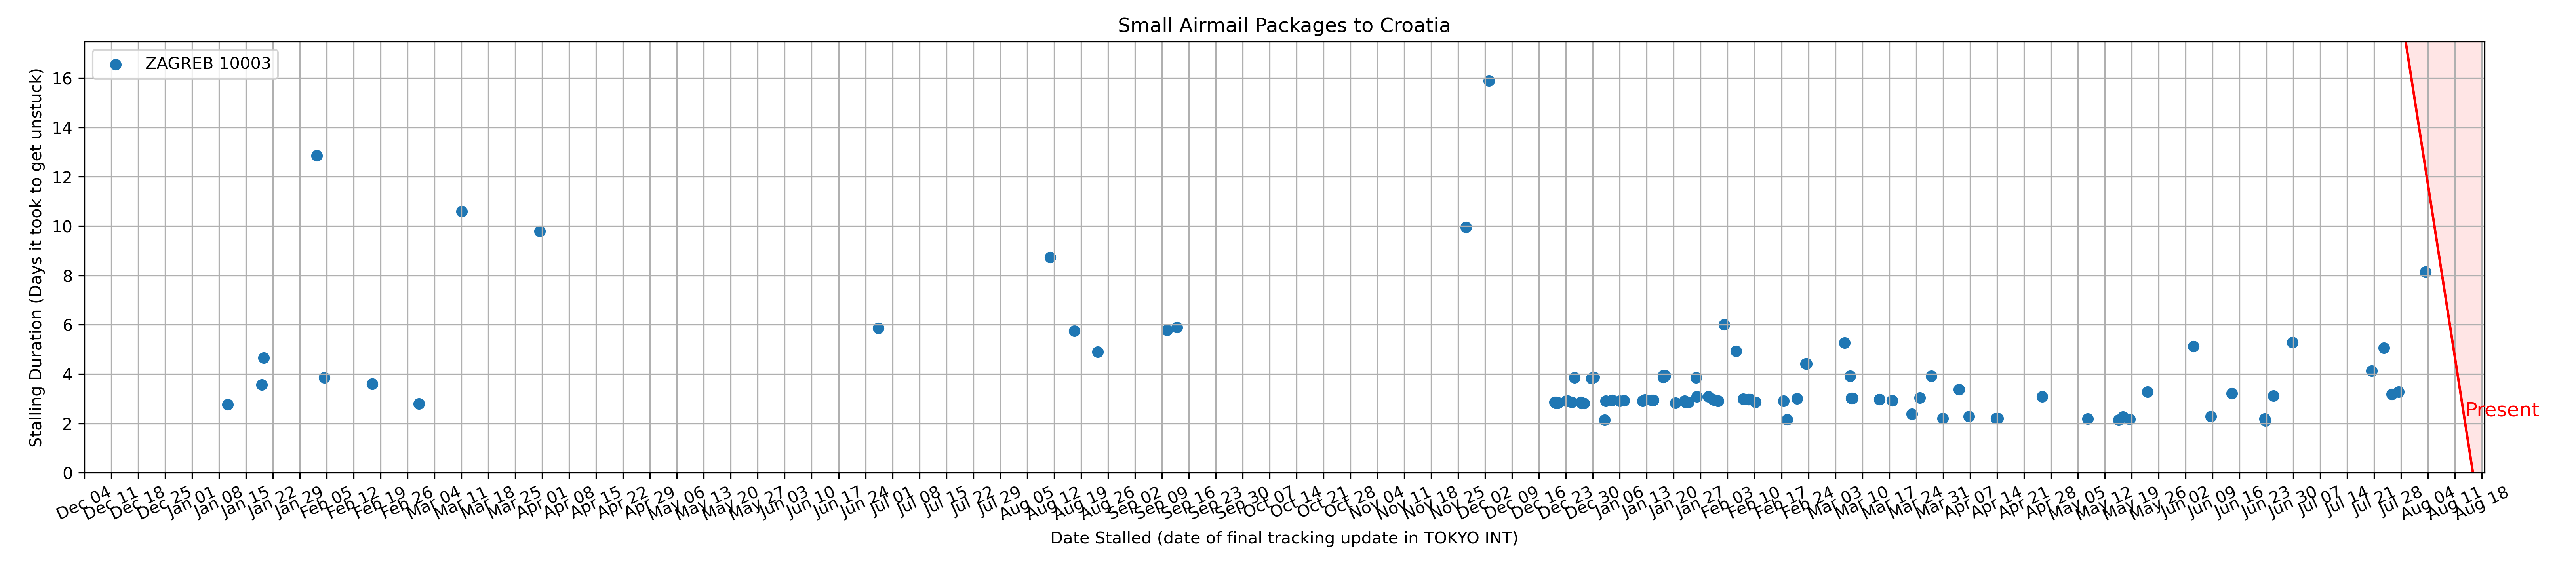 Small Airmail Packages to Croatia
ZAGREB 10003
Stalling Duration (Days it took to get unstuck)
16
14
12
10
8
6
4
2
0
Present
Dec 04
Dec 11
Dec 18
Dec 25
Jan 01
Jan 08
Jan 15
Jan 22
Jan 29
Feb 05
Feb 12
Feb 19
Feb 26
Mar 04
Mar 11
Mar 18
Mar 25
Apr 01
Apr 08
Apr 15
Apr 22
Apr 29
May 06
May 13
May 20
May 27
Jun 03
Jun 10
Jun 17
Jun 24
Jul 01
Jul 08
Jul 15
Jul 22
Jul 29
Aug 05
Aug 12
Aug 19
Aug 26
Sep 02
Sep 09
Sep 16
Sep 23
Sep 30
Oct 07
Oct 14
Oct 21
Oct 28
Nov 04
Nov 11
Nov 18
Nov 25
Dec 02
Dec 09
Dec 16
Dec 23
Dec 30
Jan 06
Jan 13
Jan 20
Jan 27
Feb 03
Feb 10
Feb 17
Feb 24
Mar 03
Mar 10
Mar 17
Mar 24
Mar 31
Apr 07
Apr 14
Apr 21
Apr 28
May 05
May 12
May 19
May 26
Jun 02
Jun 09
Jun 16
Jun 23
Jun 30
Jul 07
Jul 14
Jul 21
Jul 28
Aug 04
Aug 11
Aug 18
Date Stalled (date of final tracking update in TOKYO INT)